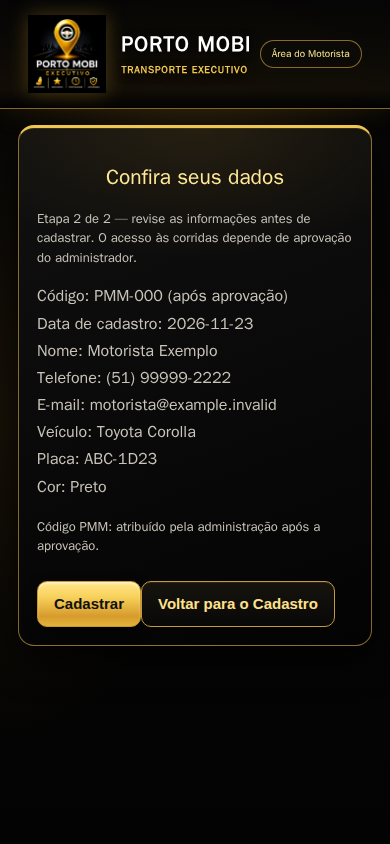 PORTO MOBI
EXECUTIVO
PORTO MOBI
TRANSPORTE EXECUTIVO
Área do Motorista
Confira seus dados
Etapa 2 de 2 — revise as informações antes de
cadastrar. O acesso às corridas depende de aprovação
do administrador.
Código: PMM-000 (após aprovação)
Data de cadastro: 2026-11-23
Nome: Motorista Exemplo
Telefone: (51) 99999-2222
E-mail: motorista@example.invalid
Veículo: Toyota Corolla
Placa: ABC-1D23
Cor: Preto
Código PMM: atribuído pela administração após a
aprovação.
Cadastrar
Voltar para o Cadastro